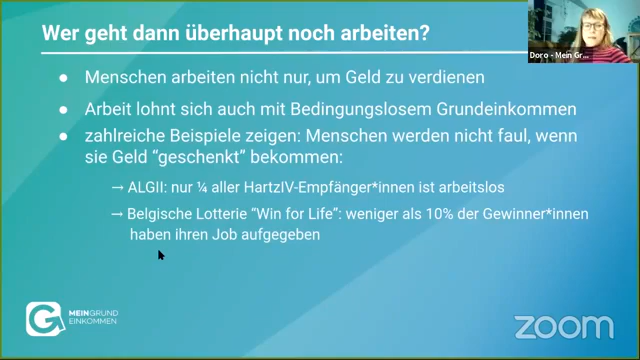 Wer geht dann überhaupt noch arbeiten?
Doro - Mein Gr...
● Menschen arbeiten nicht nur, um Geld zu verdienen
● Arbeit lohnt sich auch mit Bedingungslosem Grundeinkommen
● zahlreiche Beispiele zeigen: Menschen werden nicht faul, wenn
sie Geld “geschenkt” bekommen:
→ ALGII: nur ¼ aller HartzIV-Empfänger*innen ist arbeitslos
→ Belgische Lotterie “Win for Life”: weniger als 10% der Gewinner*innen
haben ihren Job aufgegeben
MEINGRUND
EINKOMMEN
zoom